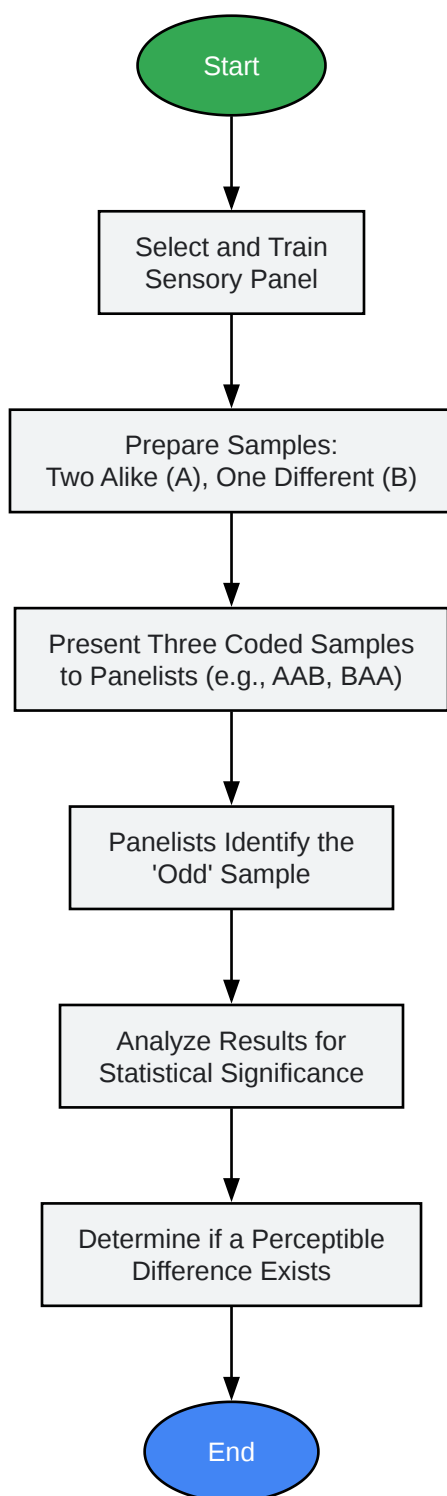 Start
Select and Train
Sensory Panel
Prepare Samples:
Two Alike (A), One Different (B)
Present Three Coded Samples
to Panelists (e.g., AAB, BAA)
Panelists Identify the
'Odd' Sample
Analyze Results for
Statistical Significance
Determine if a Perceptible
Difference Exists
End